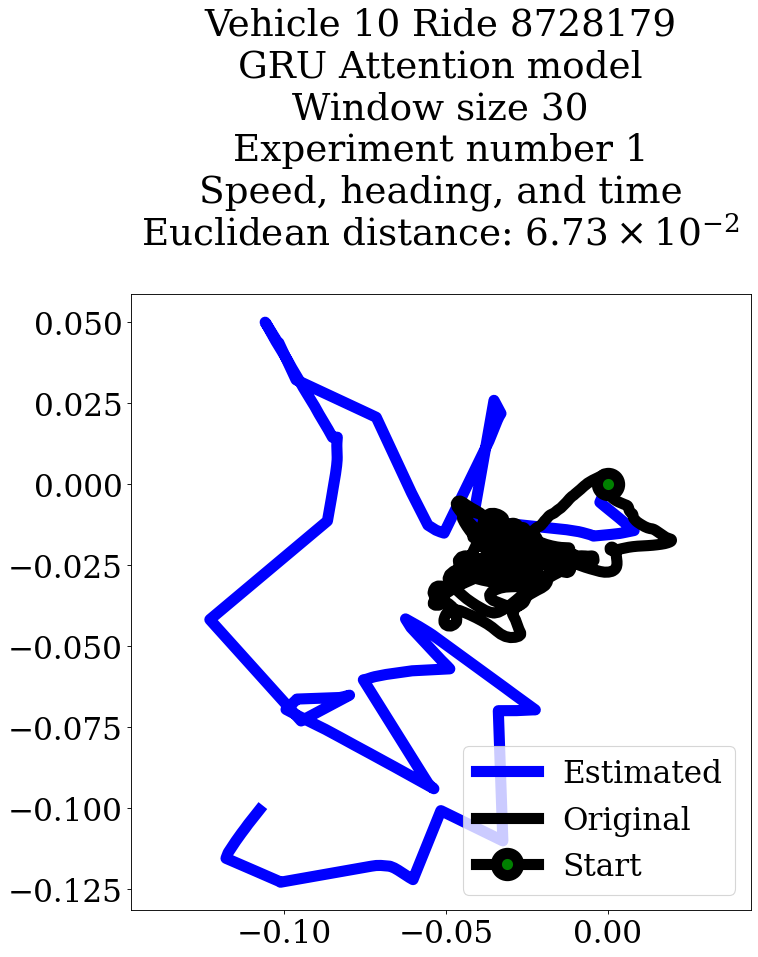 Vehicle 10 Ride 8728179
GRU Attention model
Window size 30
Experiment number 1
Speed, heading, and time
Euclidean distance: 6.73 × 10⁻²
0.050
0.025
0.000
−0.025
−0.050
−0.075
−0.100
−0.125
−0.10
−0.05
0.00
Estimated
Original
Start